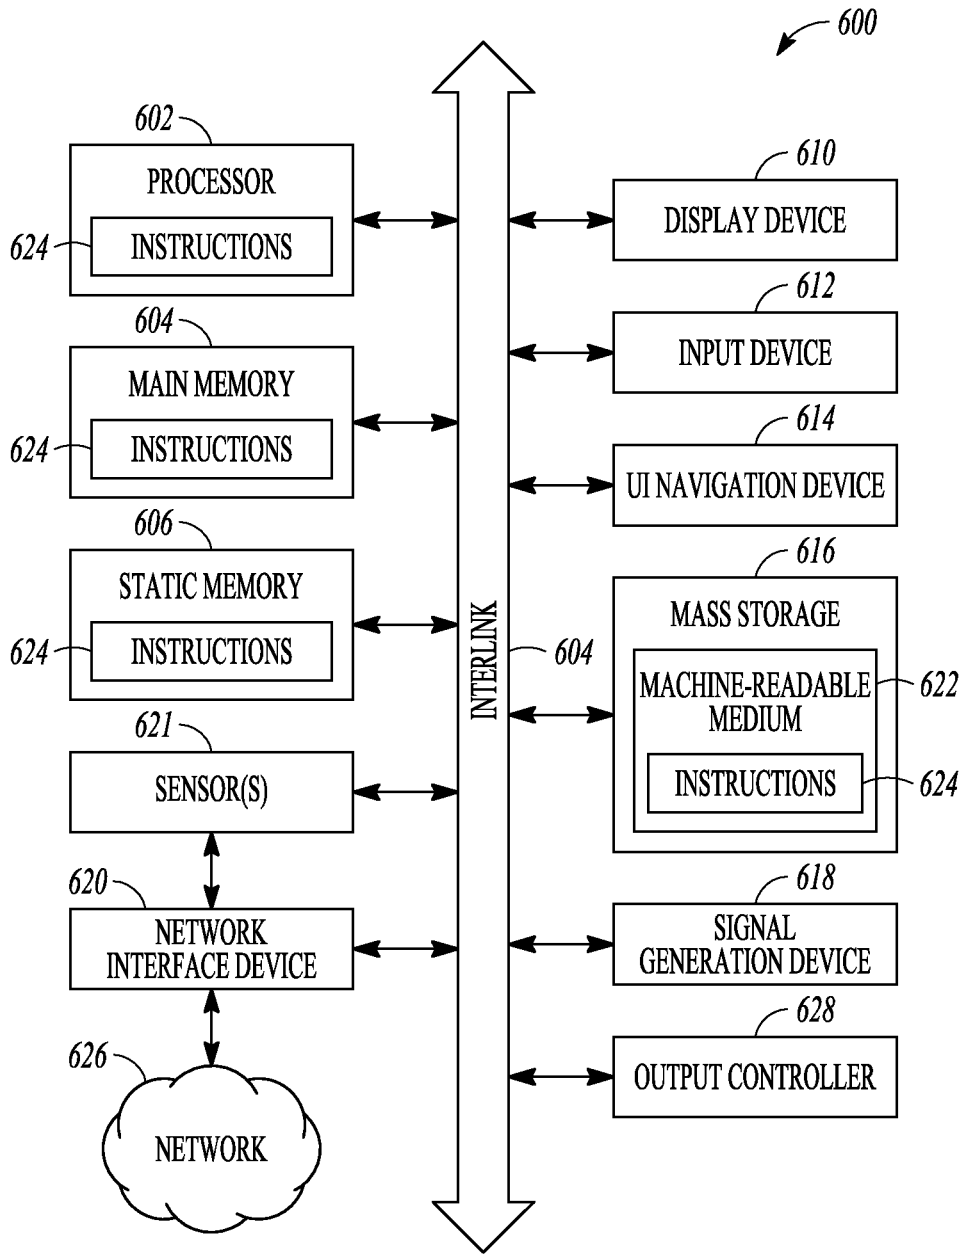 600
602
PROCESSOR
624
INSTRUCTIONS
604
MAIN MEMORY
624
INSTRUCTIONS
606
STATIC MEMORY
624
INSTRUCTIONS
621
SENSOR(S)
620
NETWORK
INTERFACE DEVICE
626
NETWORK
INTERLINK
604
610
DISPLAY DEVICE
612
INPUT DEVICE
614
UI NAVIGATION DEVICE
616
MASS STORAGE
MACHINE-READABLE
MEDIUM
622
INSTRUCTIONS
624
618
SIGNAL
GENERATION DEVICE
628
OUTPUT CONTROLLER